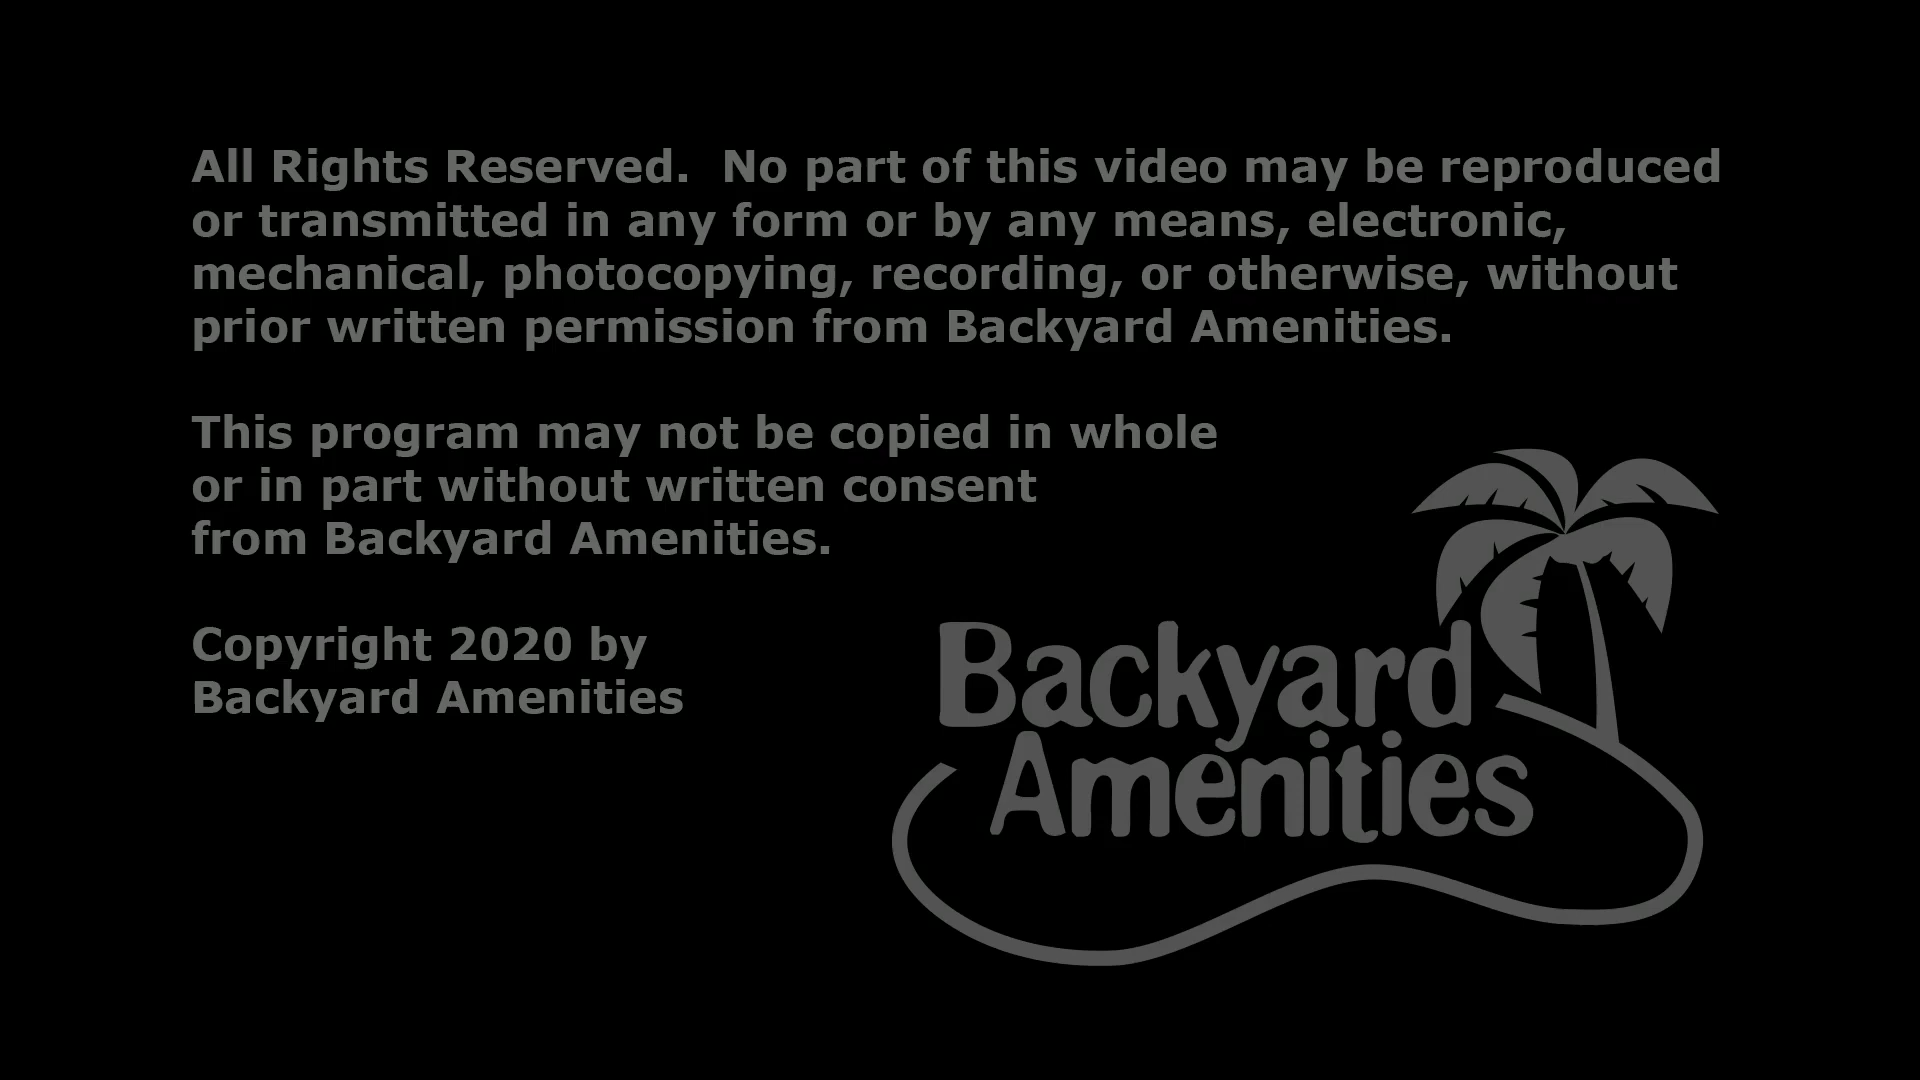 All Rights Reserved.  No part of this video may be reproduced
or transmitted in any form or by any means, electronic,
mechanical, photocopying, recording, or otherwise, without
prior written permission from Backyard Amenities.
This program may not be copied in whole
or in part without written consent
from Backyard Amenities.
Copyright 2020 by
Backyard Amenities
Backyard
Amenities